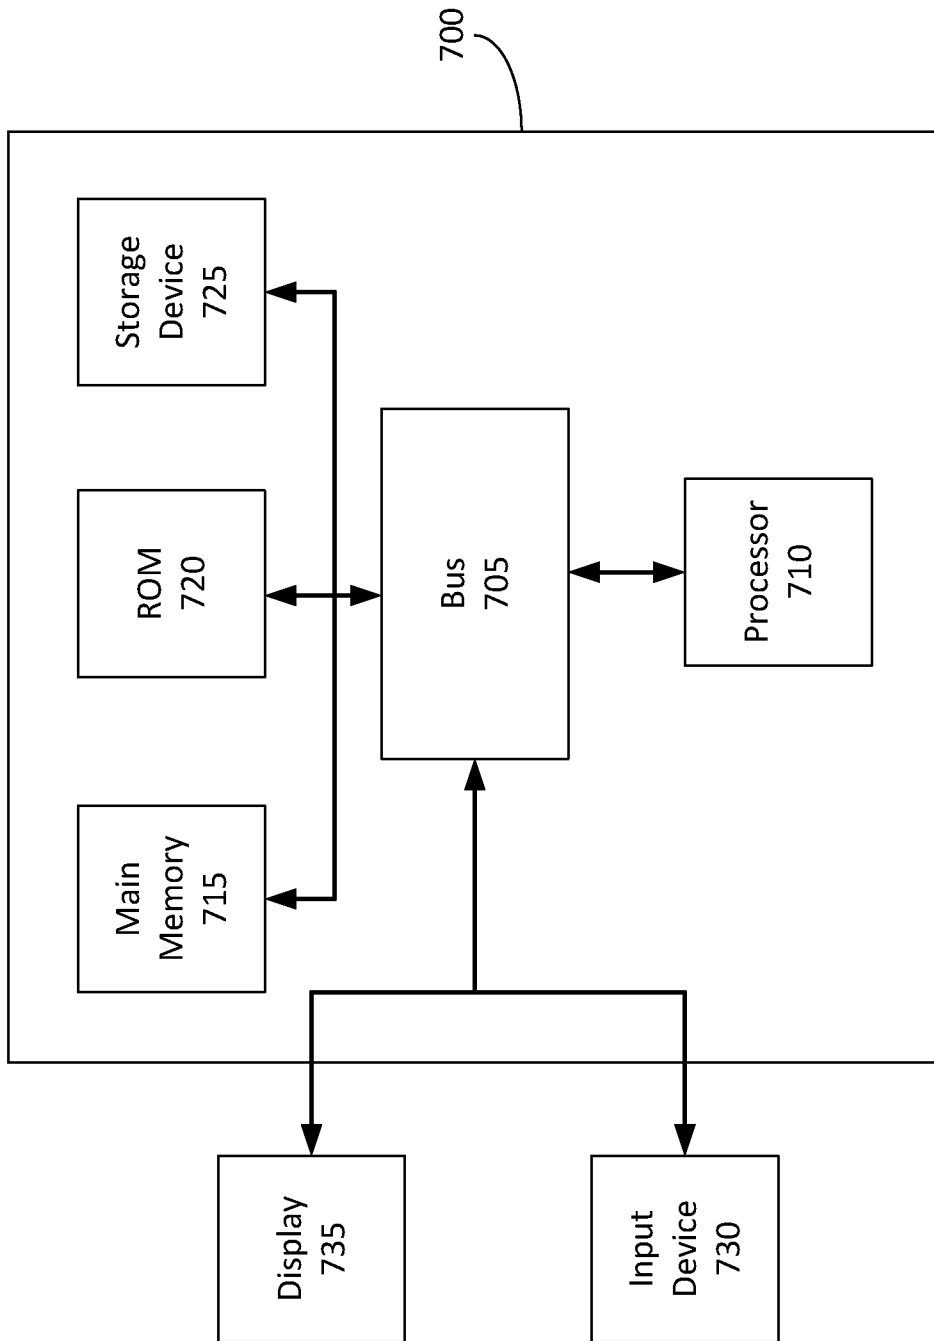 700
Storage
Device
725
ROM
720
Main
Memory
715
Bus
705
Processor
710
Display
735
Input
Device
730